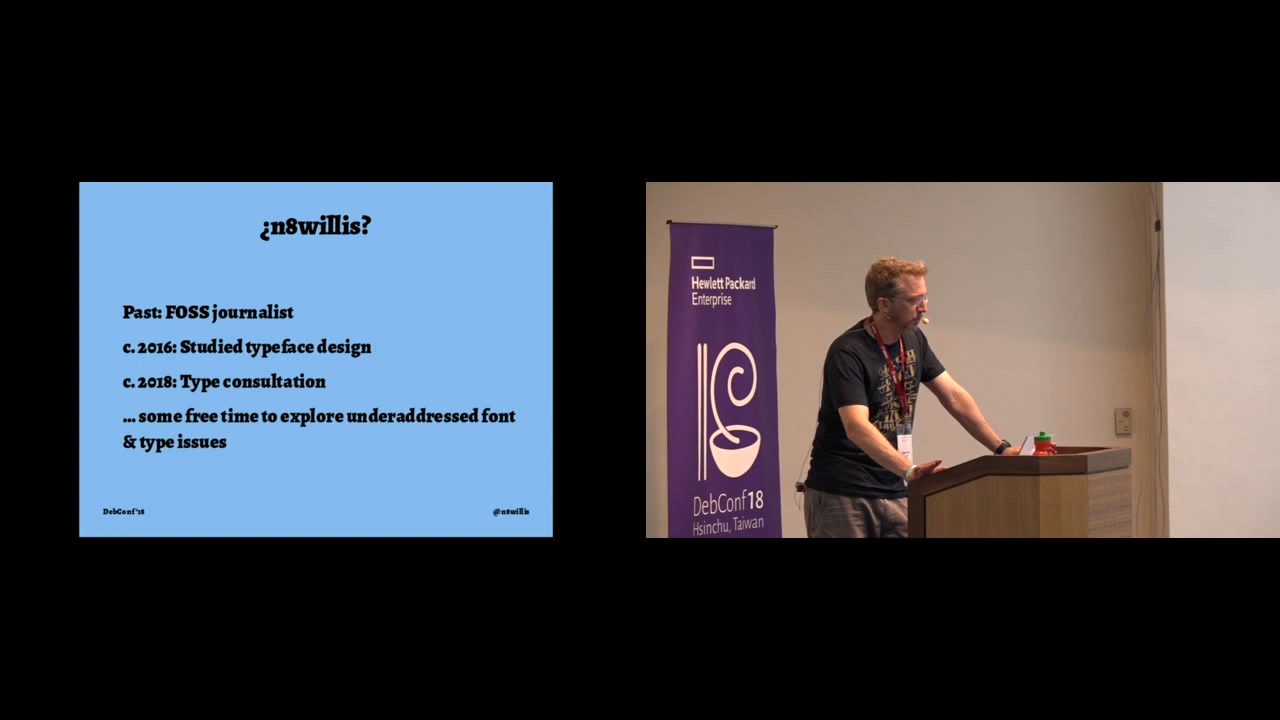 ¿n8willis?
Past: FOSS journalist
c. 2016: Studied typeface design
c. 2018: Type consultation
... some free time to explore underaddressed font
& type issues
DebConf'18
@n8willis
Hewlett Packard
Enterprise
DebConf18
Hsinchu, Taiwan